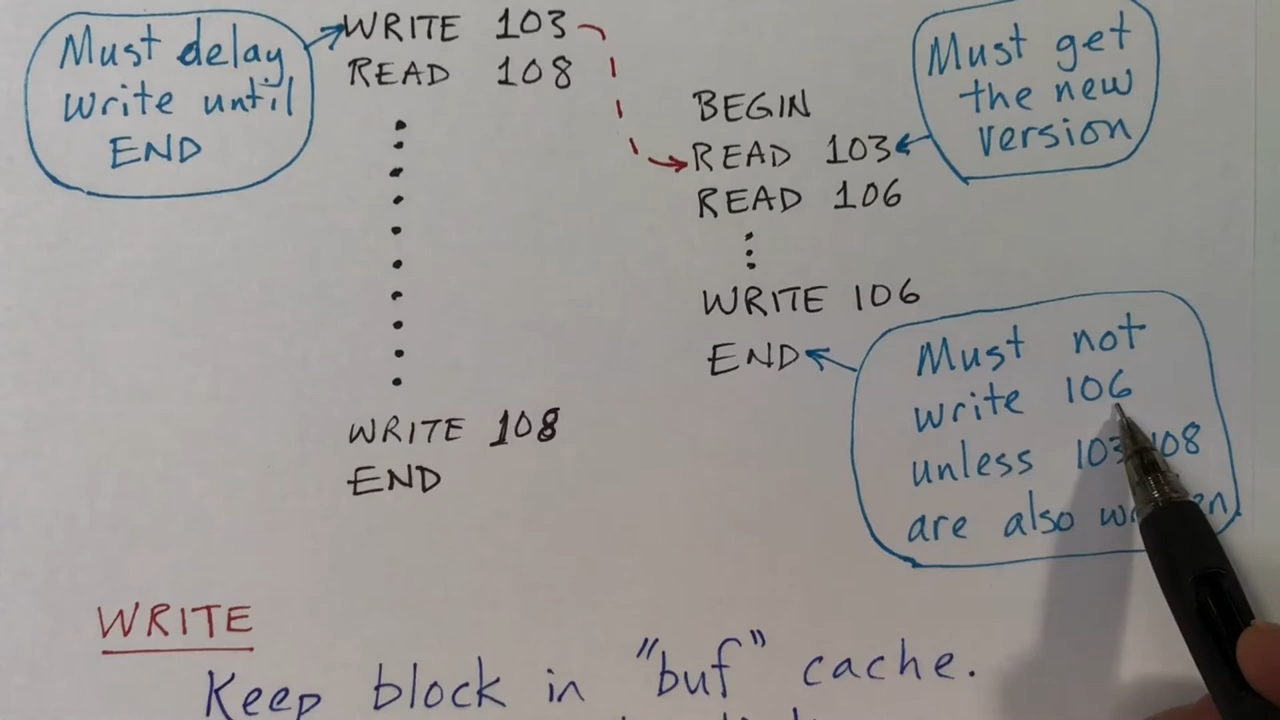 Must delay
write until
END
WRITE 103
READ 108
WRITE 108
END
BEGIN
READ 103
READ 106
WRITE 106
END
Must get
the new
version
Must not
write 106
unless 103 108
are also
WRITE
Keep block in "buf" cache.